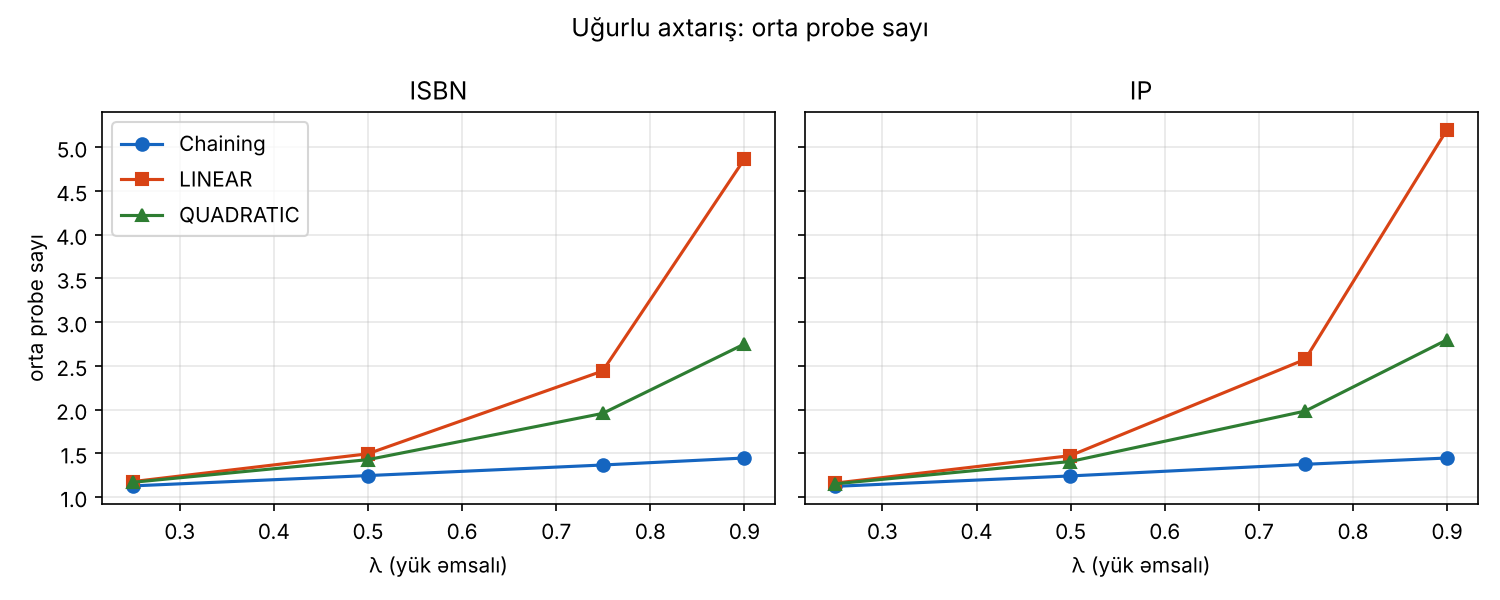 Uğurlu axtarış: orta probe sayı
ISBN
Chaining
LINEAR
QUADRATIC
orta probe sayı
5.0
4.5
4.0
3.5
3.0
2.5
2.0
1.5
1.0
0.3 0.4 0.5 0.6 0.7 0.8 0.9
λ (yük əmsalı)
IP
0.3 0.4 0.5 0.6 0.7 0.8 0.9
λ (yük əmsalı)